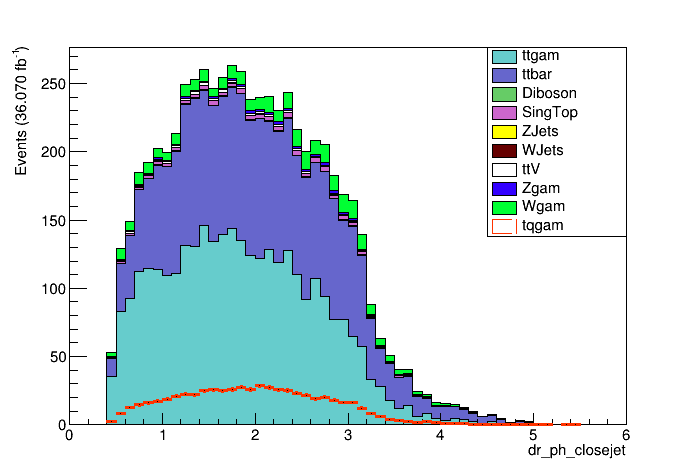 Events (36.070 fb⁻¹)
250
200
150
100
50
0
0 1 2 3 4 5 6
dr_ph_closejet
ttgam
ttbar
Diboson
SingTop
ZJets
WJets
ttV
Zgam
Wgam
tqgam